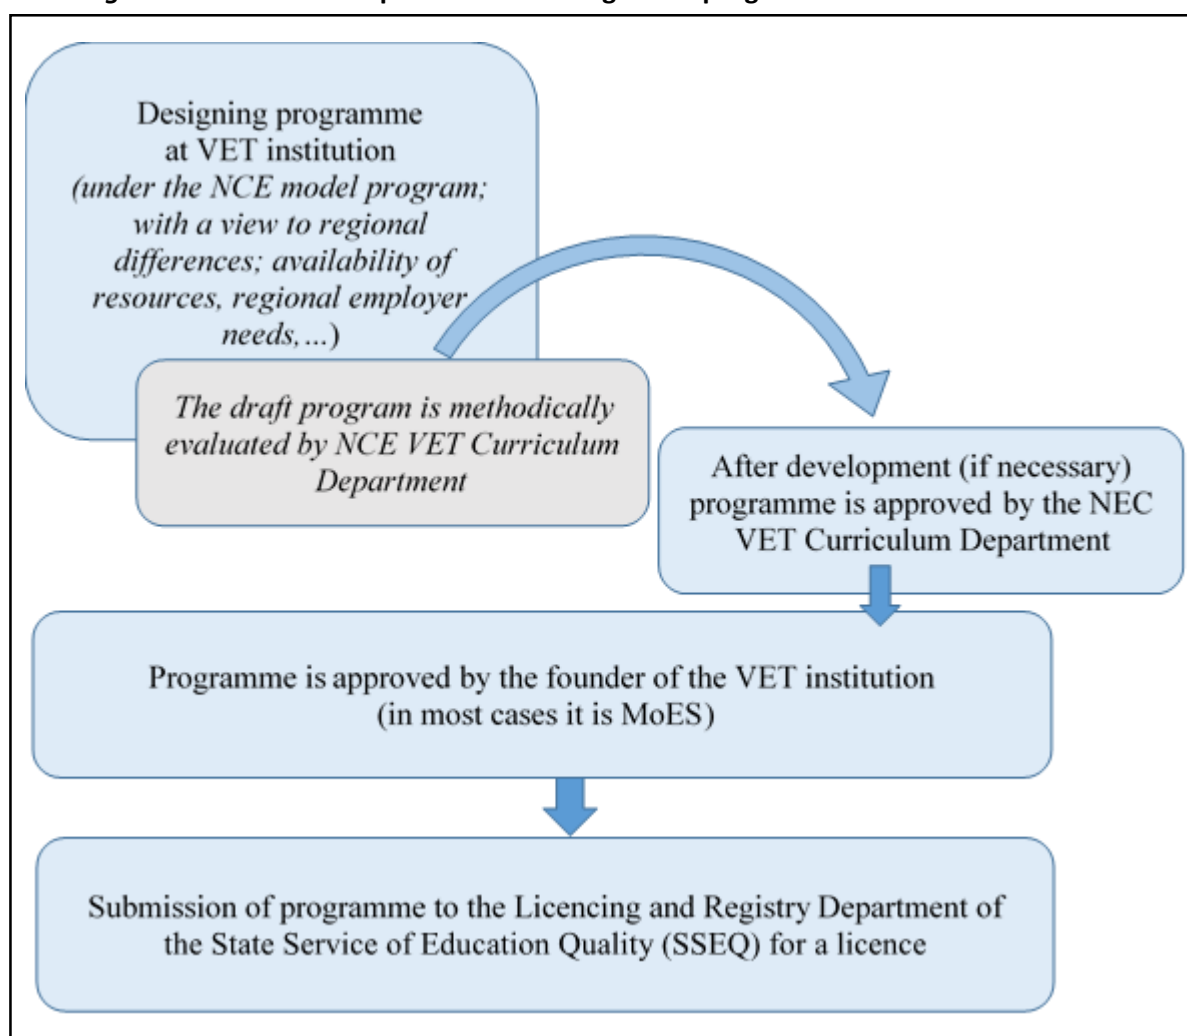 Designing programme
at VET institution
(under the NCE model program;
with a view to regional
differences; availability of
resources, regional employer
needs,...)
The draft program is methodically
evaluated by NCE VET Curriculum
Department
After development (if necessary)
programme is approved by the NEC
VET Curriculum Department
Programme is approved by the founder of the VET institution
(in most cases it is MoES)
Submission of programme to the Licencing and Registry Department of
the State Service of Education Quality (SSEQ) for a licence